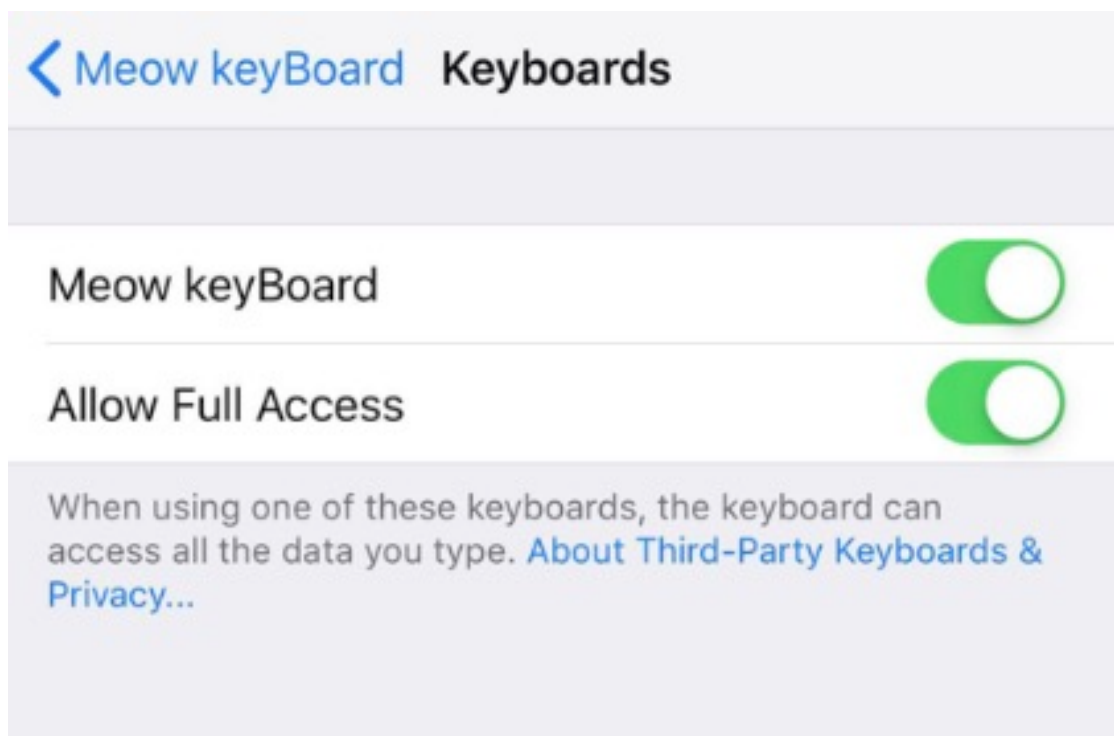 Meow keyBoard Keyboards
Meow keyBoard
Allow Full Access
When using one of these keyboards, the keyboard can
access all the data you type. About Third-Party Keyboards &
Privacy...